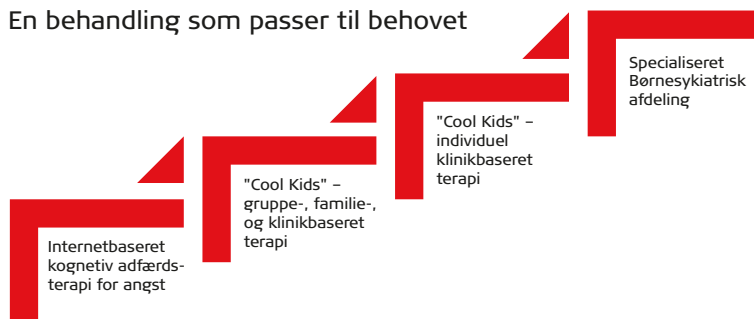 En behandling som passer til behovet
Internetbaseret
kognitiv adfærds-
terapi for angst
"Cool Kids" –
gruppe-, familie-,
og klinikbaseret
terapi
"Cool Kids" –
individuel
klinikbaseret
terapi
Specialiseret
Børnesykiatrisk
afdeling